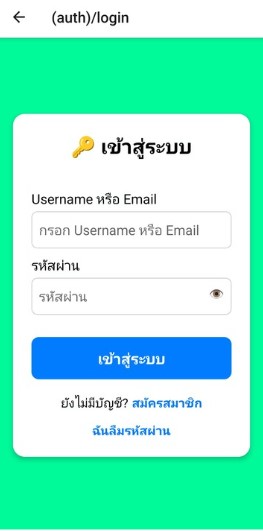 (auth)/login
🔑 เข้าสู่ระบบ
Username หรือ Email
กรอก Username หรือ Email
รหัสผ่าน
รหัสผ่าน
เข้าสู่ระบบ
ยังไม่มีบัญชี? สมัครสมาชิก
ฉันลืมรหัสผ่าน